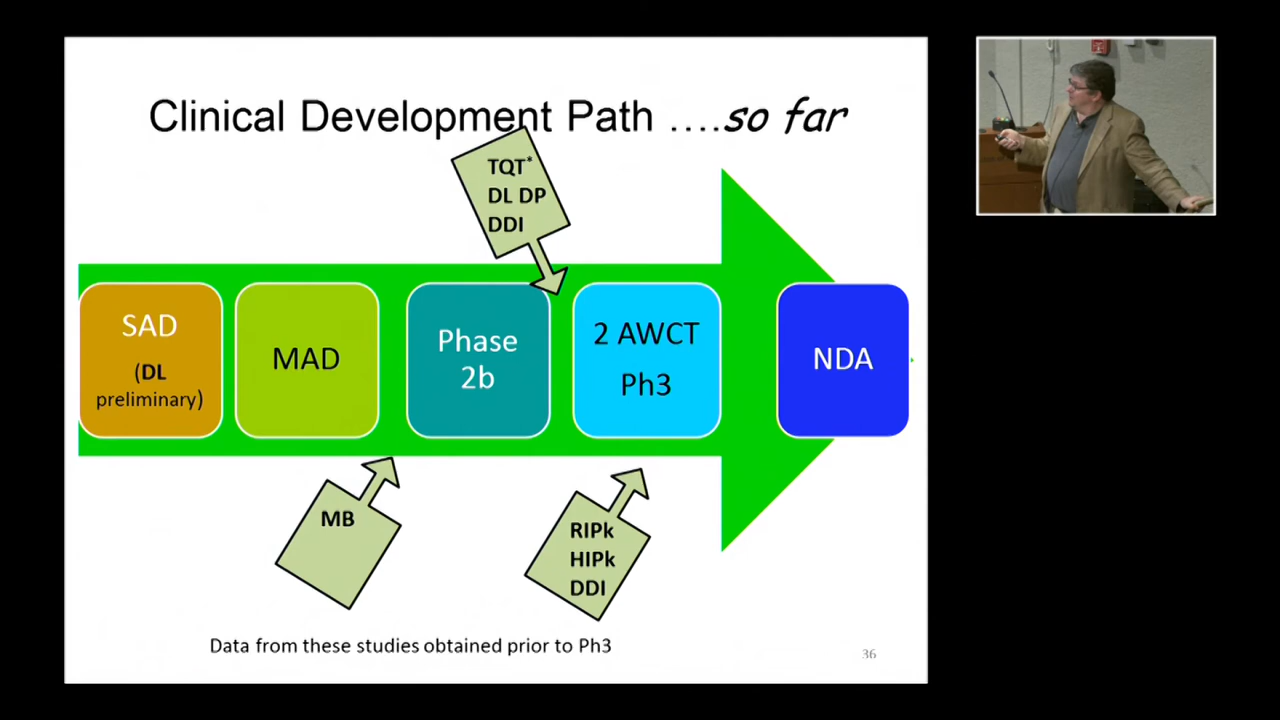 Clinical Development Path ....so far
TQT*
DL DP
DDI
SAD
(DL
preliminary)
MAD
Phase
2b
2 AWCT
Ph3
NDA
MB
RIPk
HIPk
DDI
Data from these studies obtained prior to Ph3
36